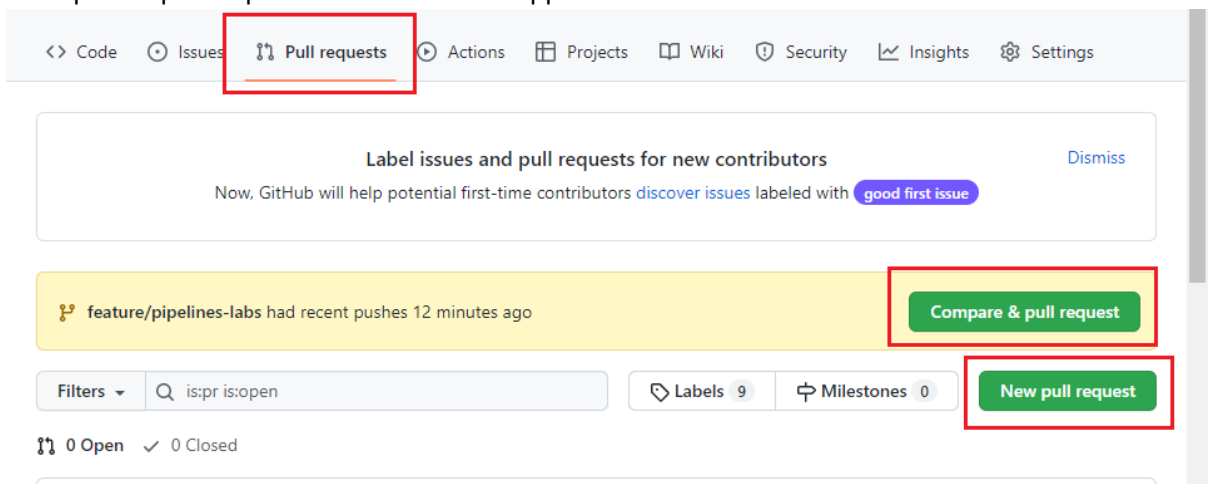 Code Issues Pull requests Actions Projects Wiki Security Insights Settings
Label issues and pull requests for new contributors Dismiss
Now, GitHub will help potential first-time contributors discover issues labeled with good first issue
feature/pipelines-labs had recent pushes 12 minutes ago Compare & pull request
Filters is:pr is:open Labels 9 Milestones 0 New pull request
0 Open 0 Closed